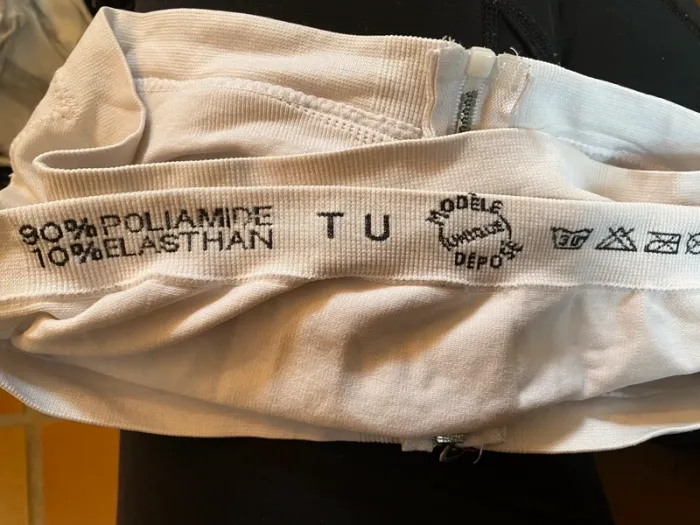 90% POLIAMIDE
10% ELASTHAN
T U
MODÈLE
DÉPOSÉ
30°